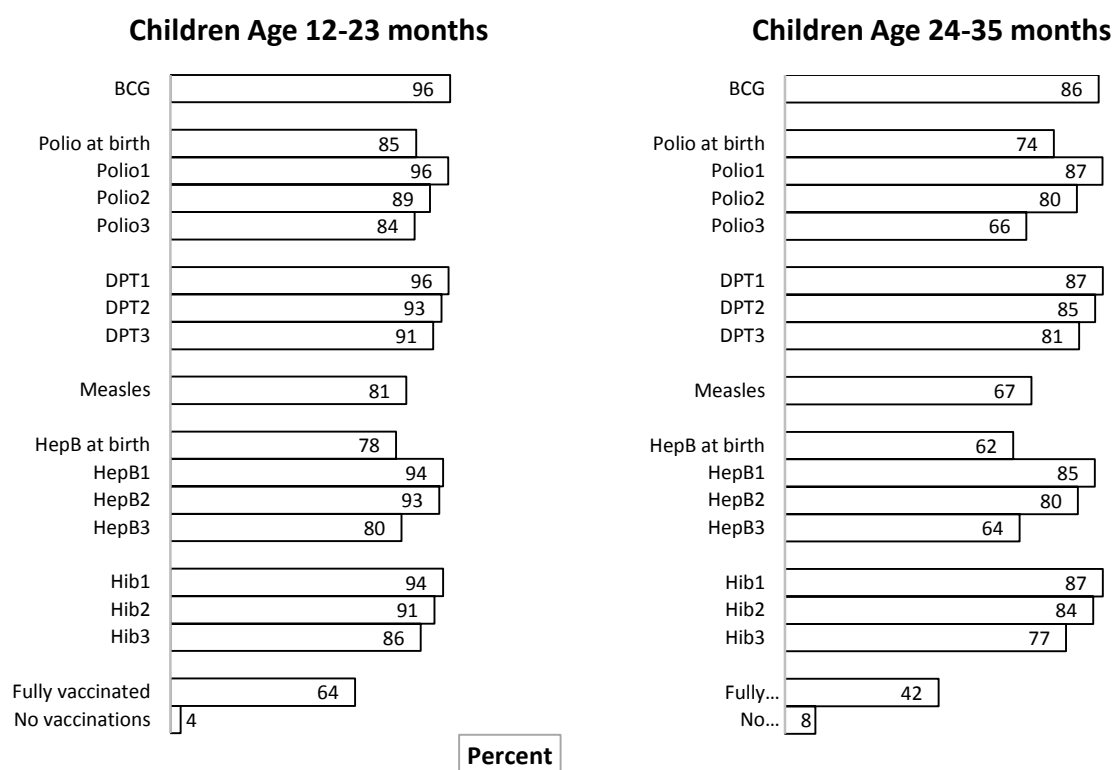 Children Age 12-23 months
BCG 96
Polio at birth 85
Polio1 96
Polio2 89
Polio3 84
DPT1 96
DPT2 93
DPT3 91
Measles 81
HepB at birth 78
HepB1 94
HepB2 93
HepB3 80
Hib1 94
Hib2 91
Hib3 86
Fully vaccinated 64
No vaccinations 4
Percent
Children Age 24-35 months
BCG 86
Polio at birth 74
Polio1 87
Polio2 80
Polio3 66
DPT1 87
DPT2 85
DPT3 81
Measles 67
HepB at birth 62
HepB1 85
HepB2 80
HepB3 64
Hib1 87
Hib2 84
Hib3 77
Fully… 42
No… 8